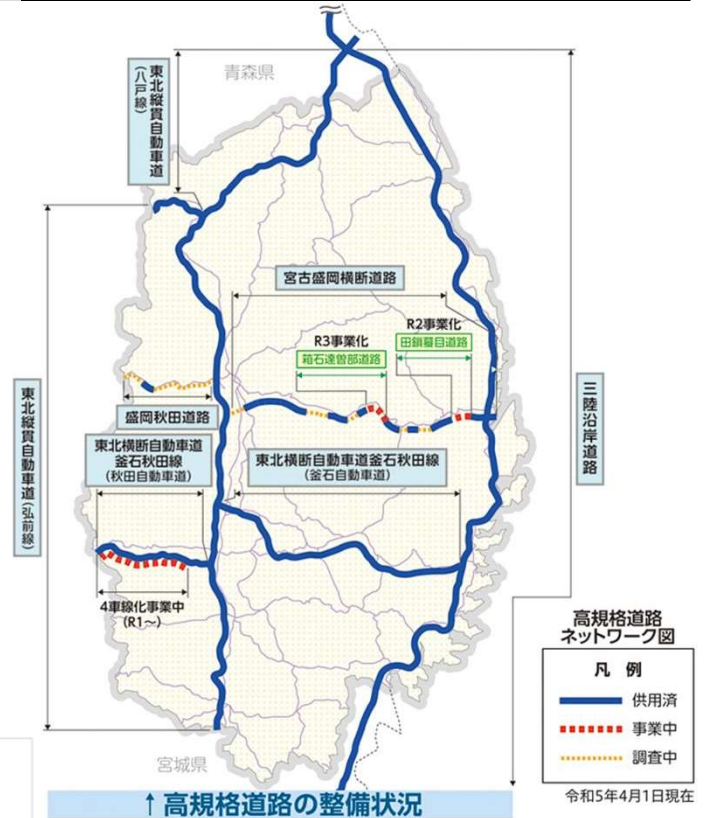 青森県
東北縦貫自動車道
(八戸線)
宮古盛岡横断道路
R3事業化
箱石達曽部道路
R2事業化
田鎖蟇目道路
盛岡秋田道路
東北横断自動車道
釜石秋田線
(秋田自動車道)
東北横断自動車道釜石秋田線
(釜石自動車道)
東北縦貫自動車道(弘前線)
三陸沿岸道路
4車線化事業中
(R1～)
宮城県
高規格道路
ネットワーク図
凡 例
供用済
事業中
調査中
令和5年4月1日現在
↑高規格道路の整備状況